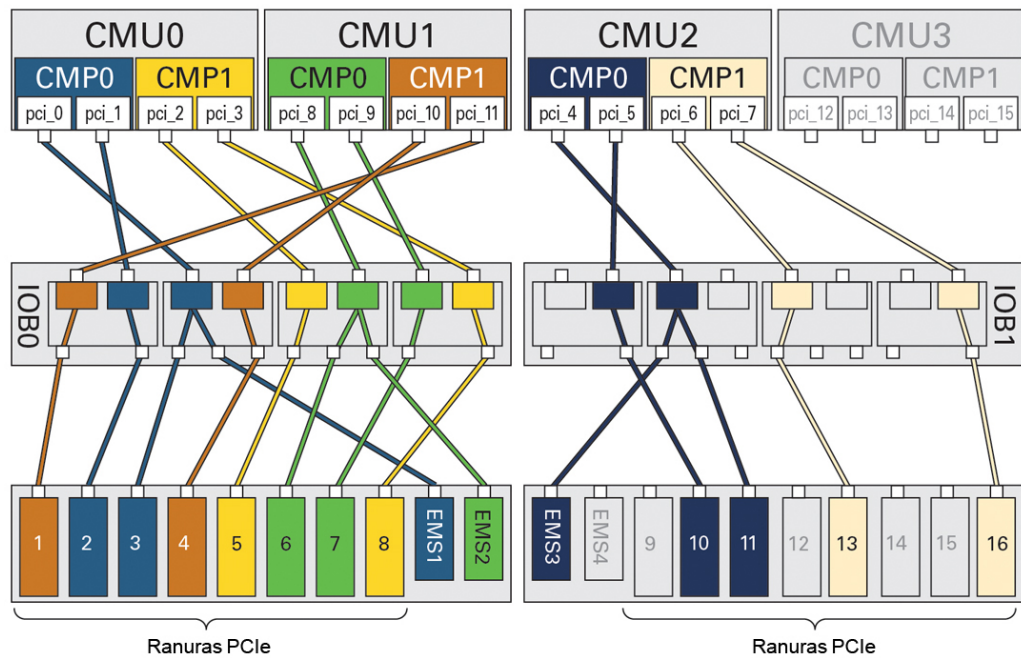 CMU0 CMU1 CMU2 CMU3
CMP0 CMP1 CMP0 CMP1 CMP0 CMP1 CMP0 CMP1
pci_0 pci_1 pci_2 pci_3 pci_8 pci_9 pci_10 pci_11 pci_4 pci_5 pci_6 pci_7 pci_12 pci_13 pci_14 pci_15
IOB0 IOB1
1 2 3 4 5 6 7 8 EMS1 EMS2 EMS3 EMS4 9 10 11 12 13 14 15 16
Ranuras PCIe Ranuras PCIe